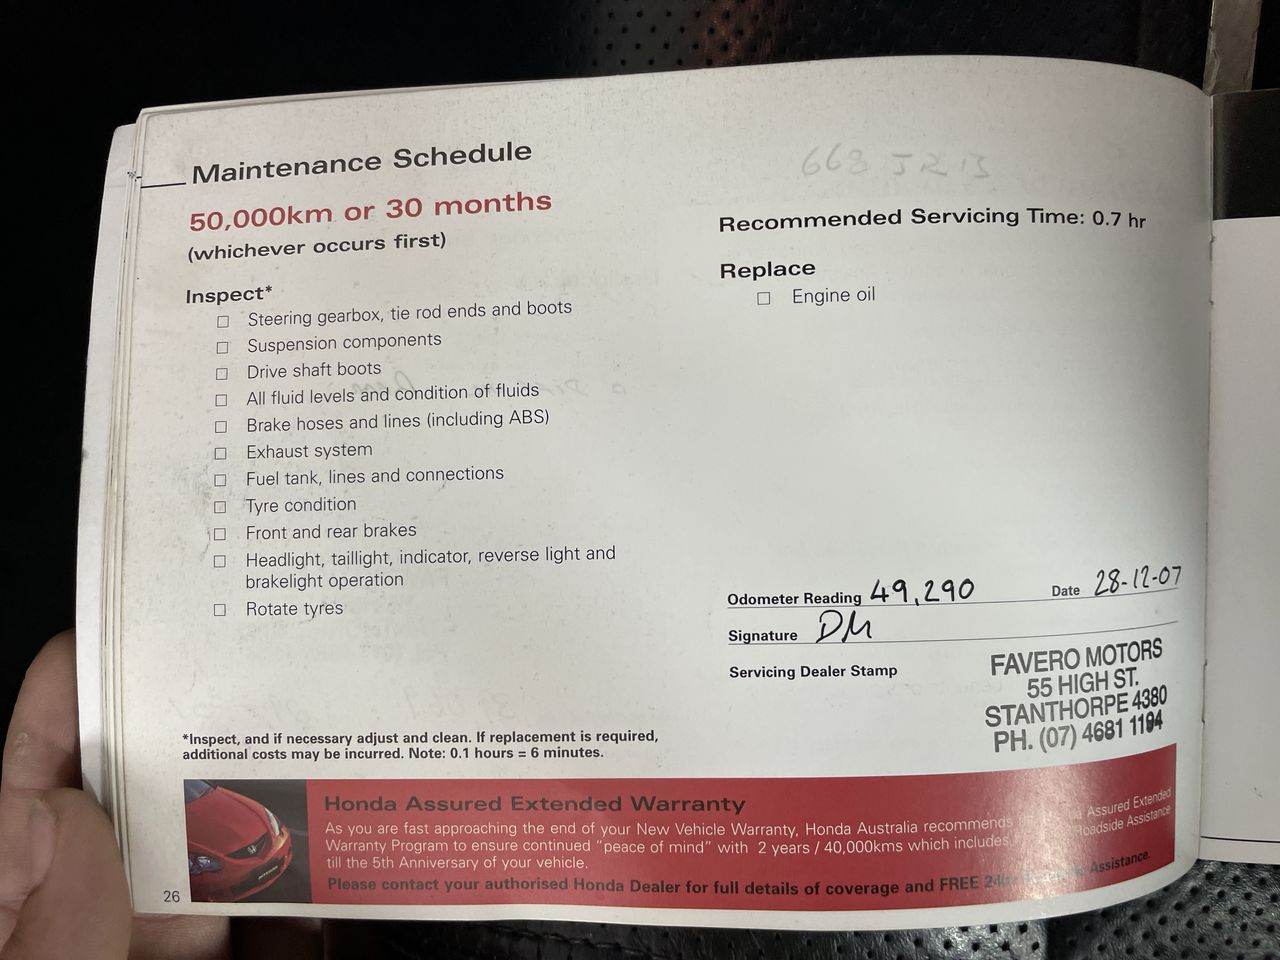 Maintenance Schedule
50,000km or 30 months
(whichever occurs first)
Inspect*
☐ Steering gearbox, tie rod ends and boots
☐ Suspension components
☐ Drive shaft boots
☐ All fluid levels and condition of fluids
☐ Brake hoses and lines (including ABS)
☐ Exhaust system
☐ Fuel tank, lines and connections
☐ Tyre condition
☐ Front and rear brakes
☐ Headlight, taillight, indicator, reverse light and
brakelight operation
☐ Rotate tyres
*Inspect, and if necessary adjust and clean. If replacement is required,
additional costs may be incurred. Note: 0.1 hours = 6 minutes.
668 JRB
Recommended Servicing Time: 0.7 hr
Replace
☐ Engine oil
Odometer Reading 49,290 Date 28-12-07
Signature DM
Servicing Dealer Stamp
FAVERO MOTORS
55 HIGH ST.
STANTHORPE 4380
PH. (07) 4681 1194
Honda Assured Extended Warranty
As you are fast approaching the end of your New Vehicle Warranty, Honda Australia recommends Assured Extended
Warranty Program to ensure continued "peace of mind" with 2 years / 40,000kms which includes Roadside Assistance
till the 5th Anniversary of your vehicle.
Please contact your authorised Honda Dealer for full details of coverage and FREE Assistance.
26